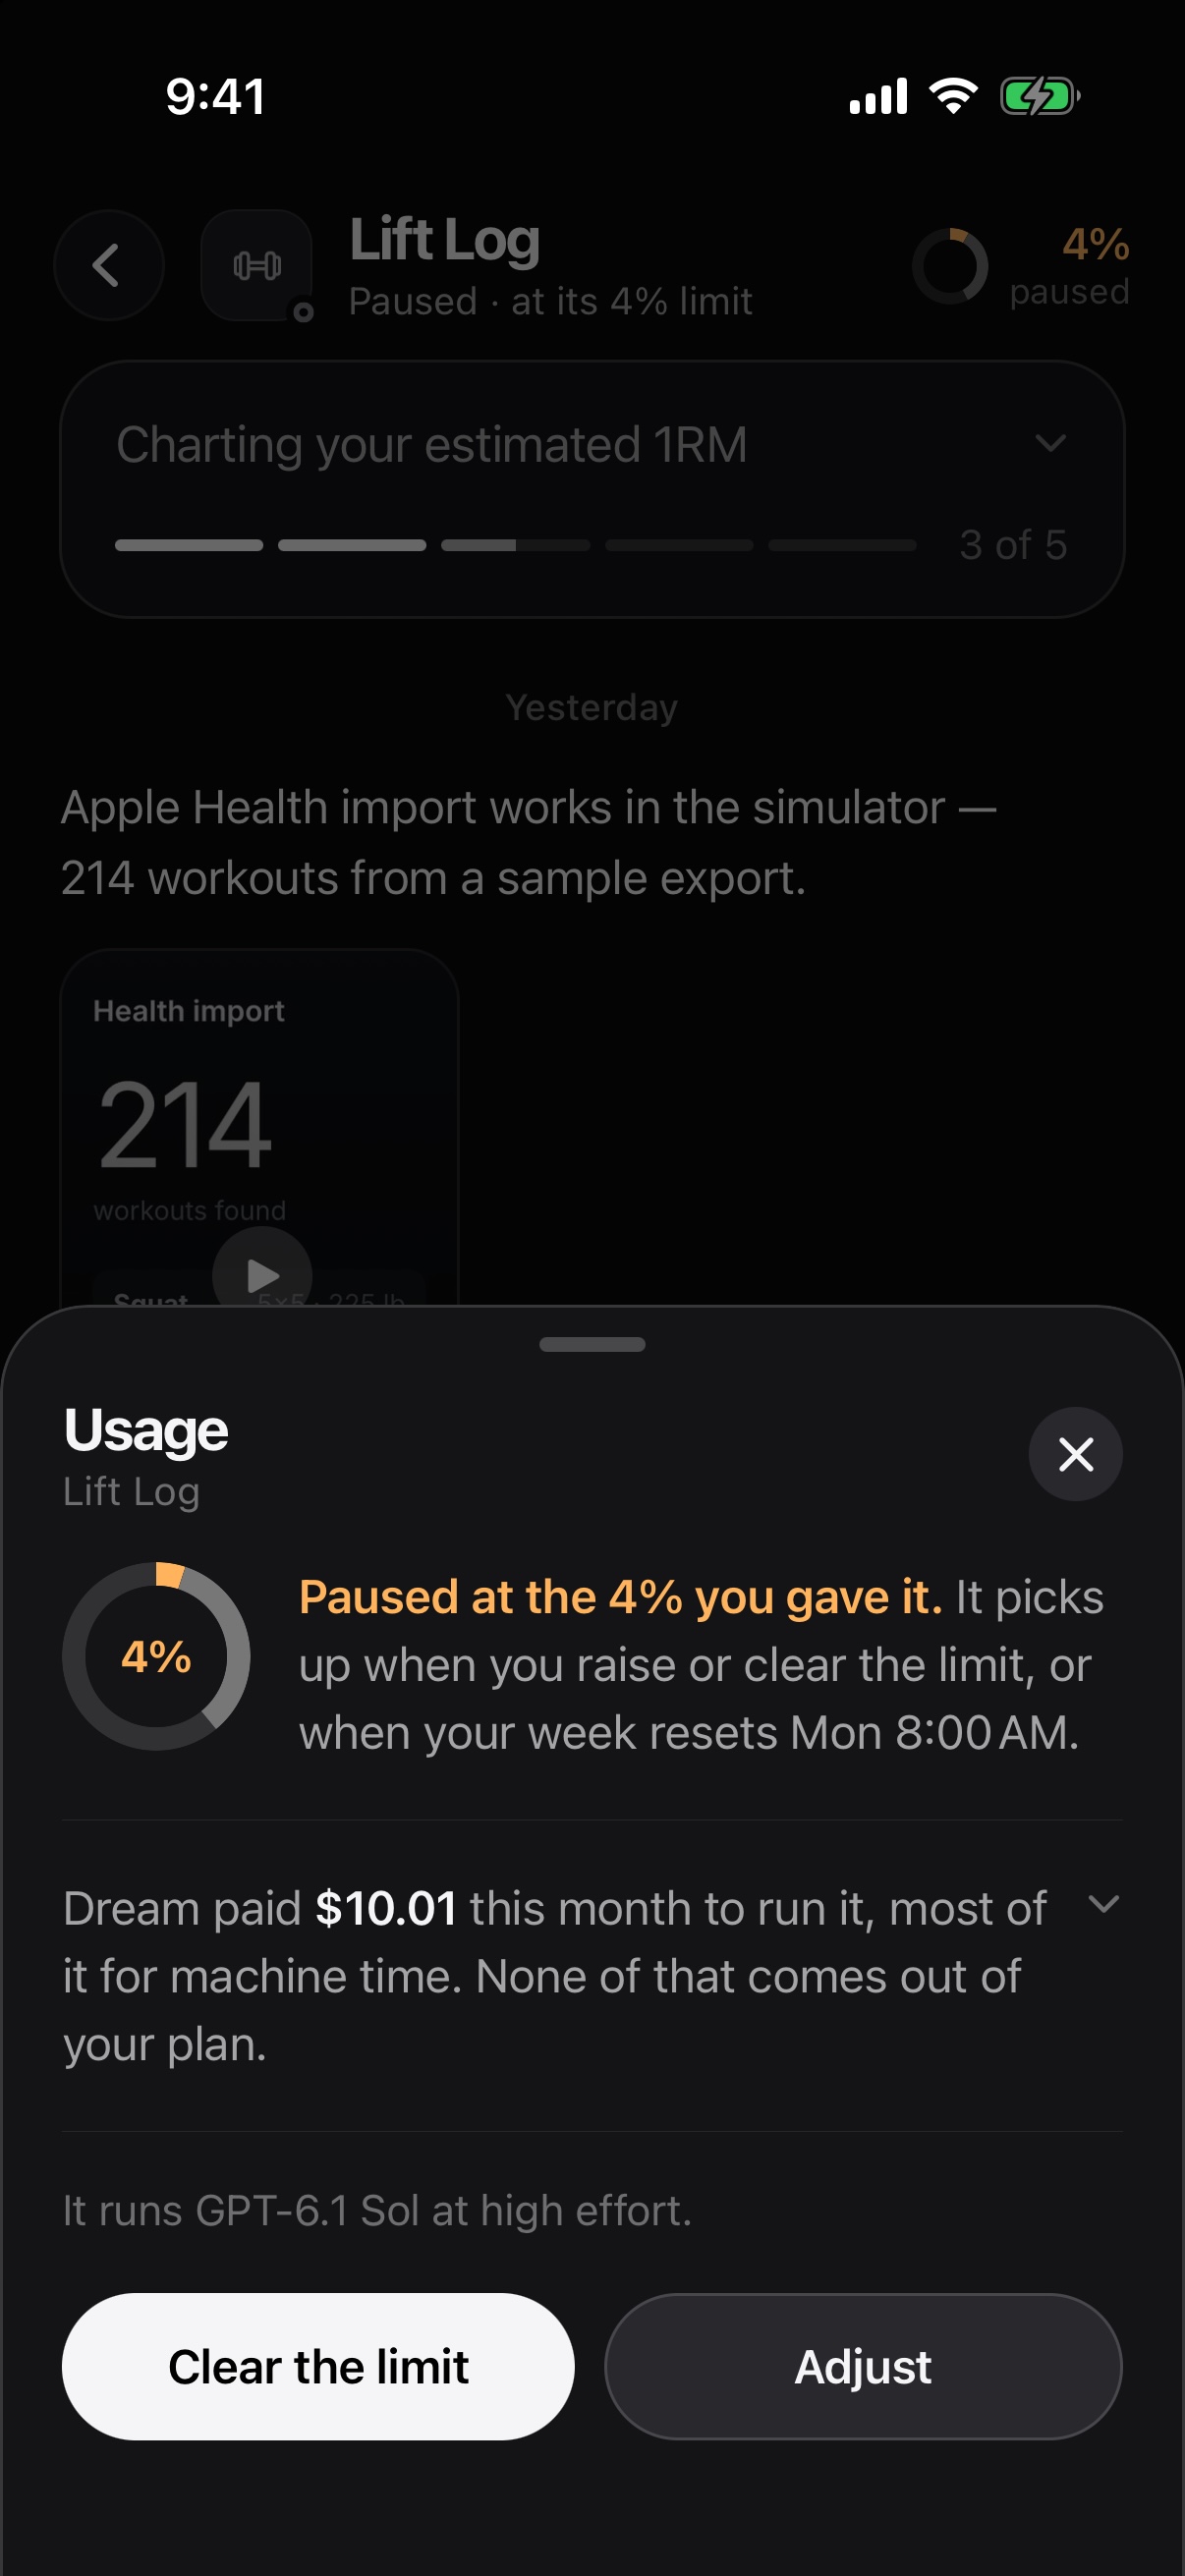 9:41
Lift Log
4%
Paused · at its 4% limit
paused
Charting your estimated 1RM
3 of 5
Yesterday
Apple Health import works in the simulator —
214 workouts from a sample export.
Health import
214
workouts found
Squat 5×5 · 225 lb
Usage
Lift Log
4%
Paused at the 4% you gave it. It picks
up when you raise or clear the limit, or
when your week resets Mon 8:00 AM.
Dream paid $10.01 this month to run it, most of
it for machine time. None of that comes out of
your plan.
It runs GPT-6.1 Sol at high effort.
Clear the limit
Adjust